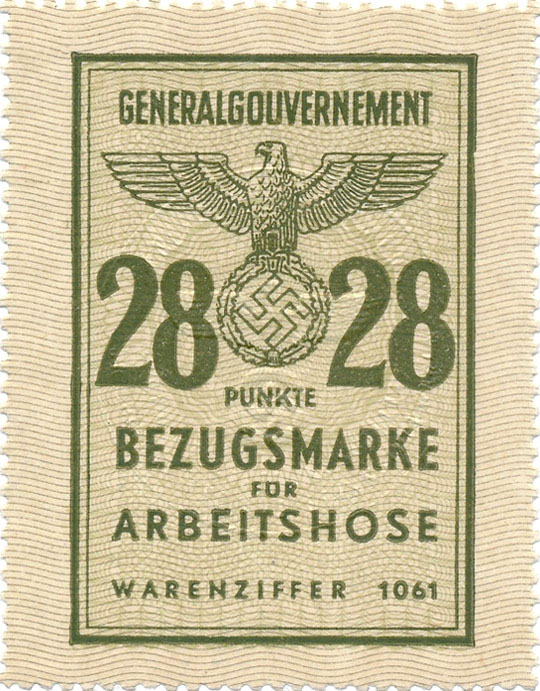 GENERALGOUVERNEMENT
28 28
PUNKTE
BEZUGSMARKE
FÜR
ARBEITSHOSE
WARENZIFFER 1061